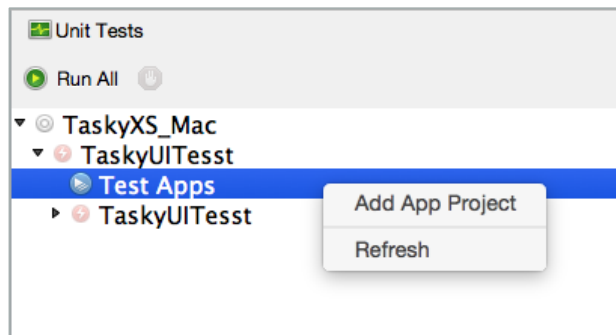 Unit Tests
Run All
TaskyXS_Mac
TaskyUITesst
Test Apps
Add App Project
TaskyUITesst
Refresh